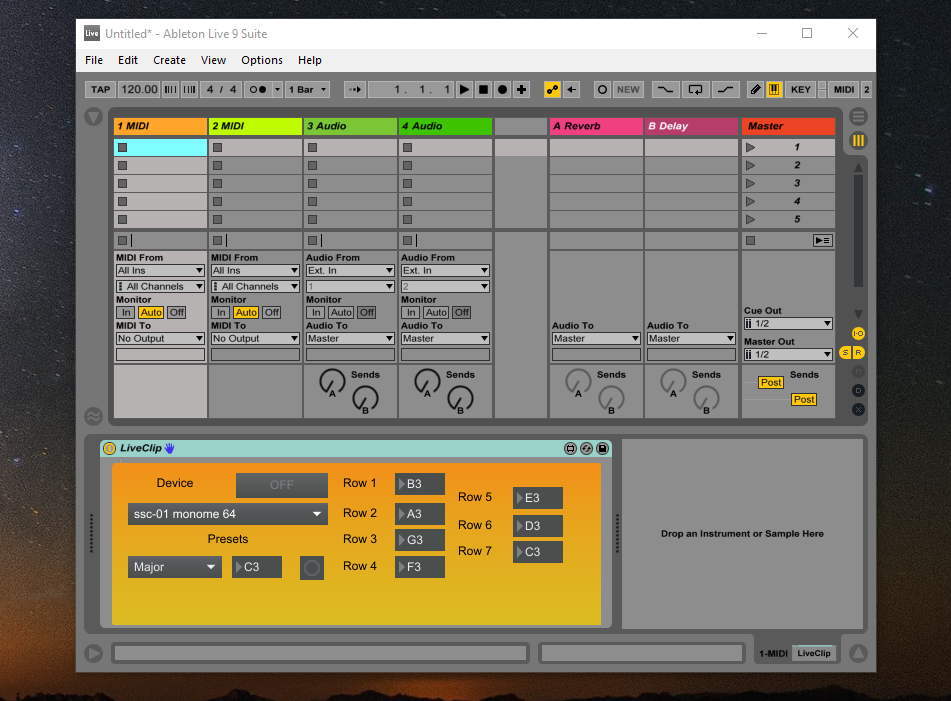 Live Untitled* - Ableton Live 9 Suite
File Edit Create View Options Help
TAP 120.00 4 / 4 1 Bar 1. 1. 1 NEW KEY MIDI 2
1 MIDI 2 MIDI 3 Audio 4 Audio A Reverb B Delay Master
1
2
3
4
5
MIDI From MIDI From Audio From Audio From
All Ins All Ins Ext. In Ext. In
All Channels All Channels 1 2
Monitor Monitor Monitor Monitor Cue Out
In Auto Off In Auto Off In Auto Off In Auto Off 1/2
MIDI To MIDI To Audio To Audio To Audio To Audio To Master Out
No Output No Output Master Master Master Master 1/2
I-O
S R
D
X
Sends Sends Sends Sends Sends
A A A A Post
B B B B Post
LiveClip
Device OFF Row 1 B3
ssc-01 monome 64 Row 2 A3
Presets Row 3 G3
Major C3 Row 4 F3
Row 5 E3
Row 6 D3
Row 7 C3
Drop an Instrument or Sample Here
1-MIDI LiveClip